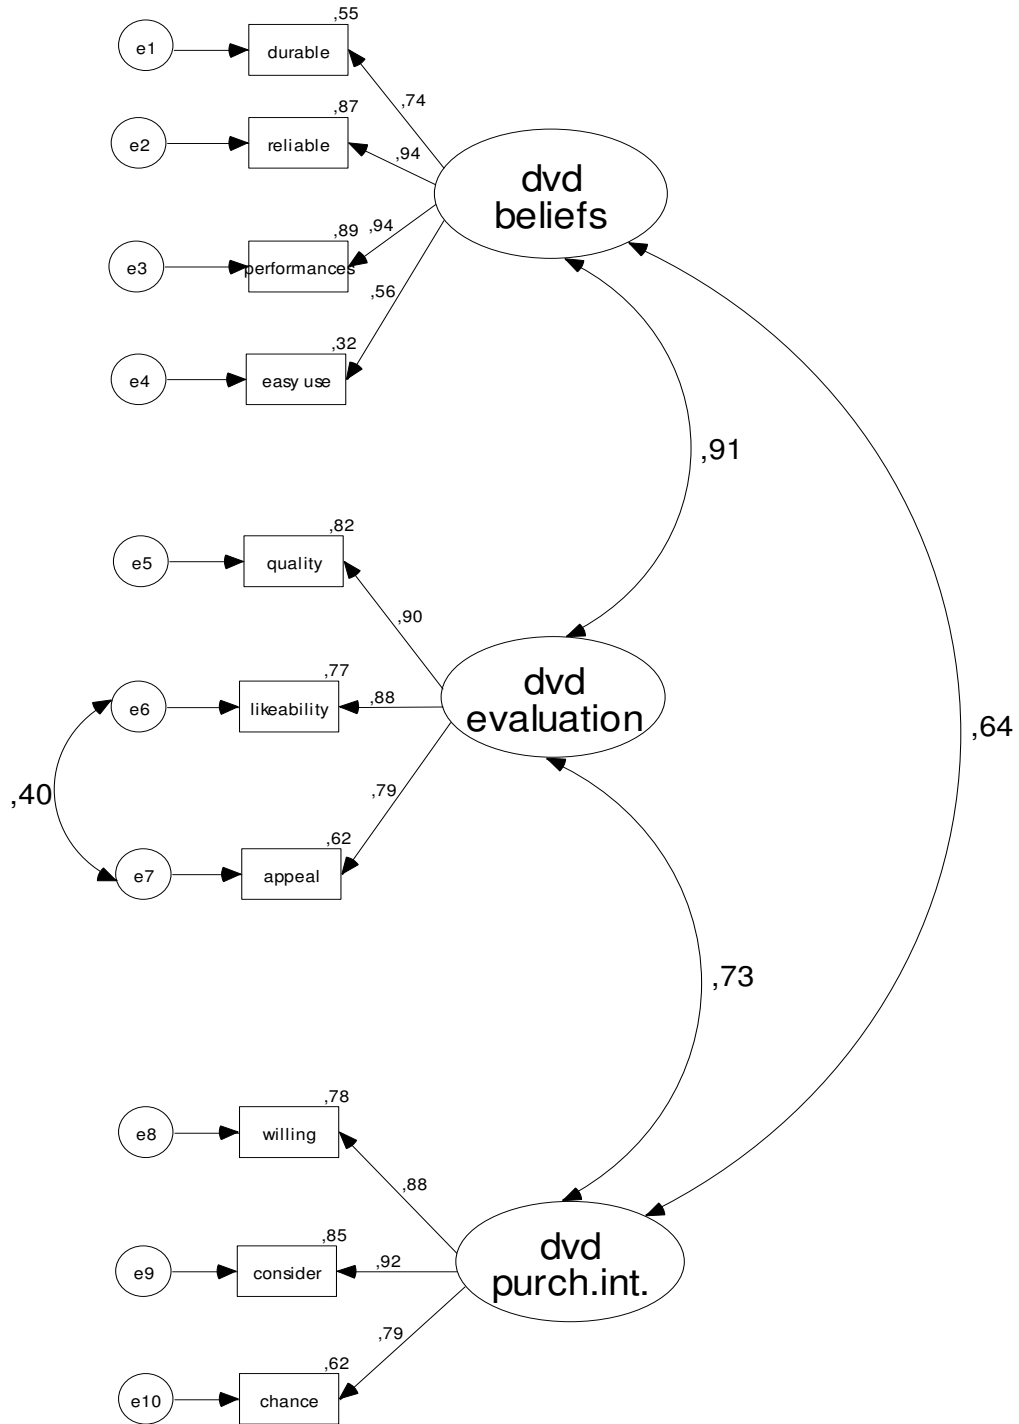 ,55
e1
durable
,74
,87
e2
reliable
,94
dvd
beliefs
,89
,94
e3
performances
,56
,32
e4
easy use
,91
,82
e5
quality
,90
,77
e6
likeability
,88
dvd
evaluation
,64
,40
,79
,62
e7
appeal
,73
,78
e8
willing
,88
,85
e9
consider
,92
dvd
purch.int.
,79
,62
e10
chance